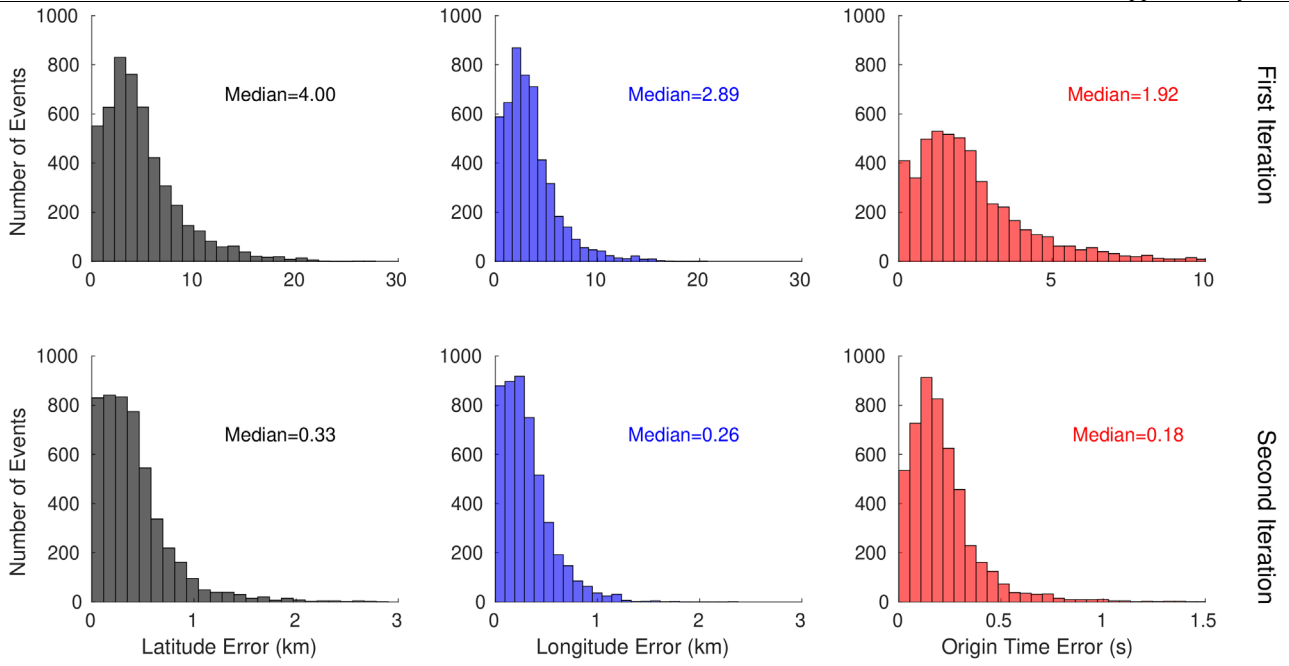 1000
800
600
400
200
0
Number of Events
Median=4.00
0 10 20 30
1000
800
600
400
200
0
Median=2.89
0 10 20 30
1000
800
600
400
200
0
Median=1.92
0 5 10
First Iteration
1000
800
600
400
200
0
Number of Events
Median=0.33
0 1 2 3
Latitude Error (km)
1000
800
600
400
200
0
Median=0.26
0 1 2 3
Longitude Error (km)
1000
800
600
400
200
0
Median=0.18
0 0.5 1 1.5
Origin Time Error (s)
Second Iteration